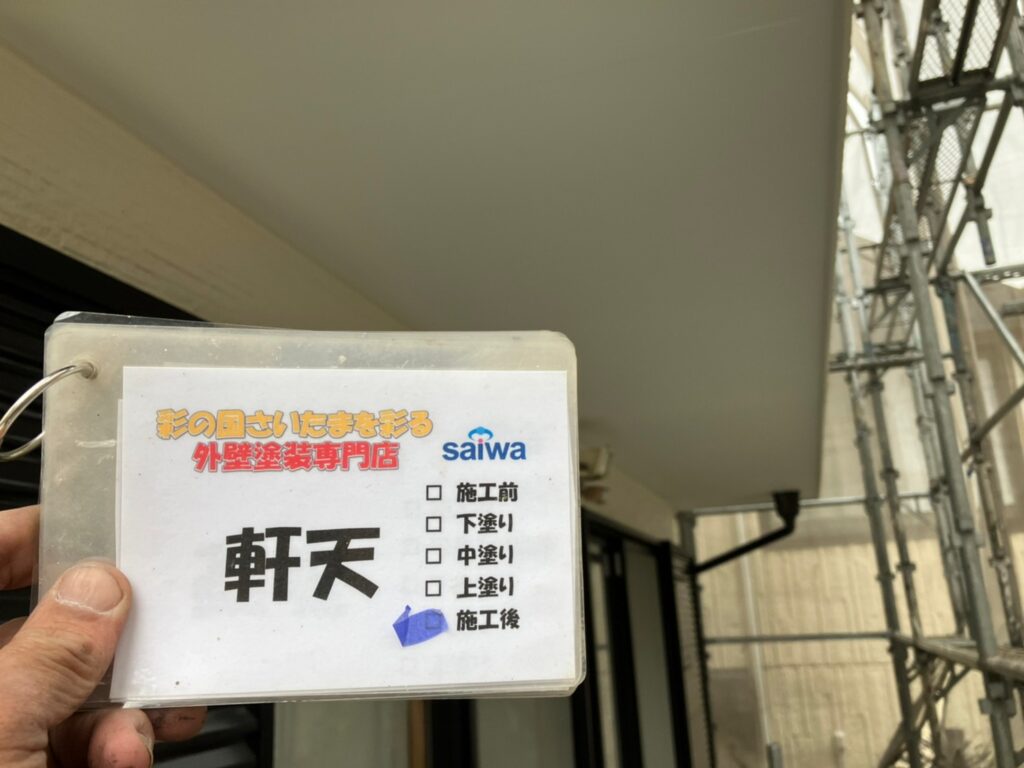 彩の国さいたまを彩る
外壁塗装専門店
saiwa
軒天
□ 施工前
□ 下塗り
□ 中塗り
□ 上塗り
□ 施工後